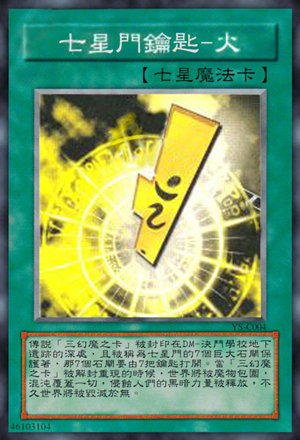 七星門鑰匙-火
【七星魔法卡】
YS-C004
傳說「三幻魔之卡」被封EP在DM-決鬥學校地下
遺跡的深處，且被稱為七星門的7個巨大石閘保
護著，那7個石閘要由7把鑰匙打開。當「三幻魔
之卡」被解封重現的時候，世界將被魔物包圍，
混沌覆蓋一切，侵蝕人們的黑暗力量被釋放，不
久世界將被毀滅於無。
46103104